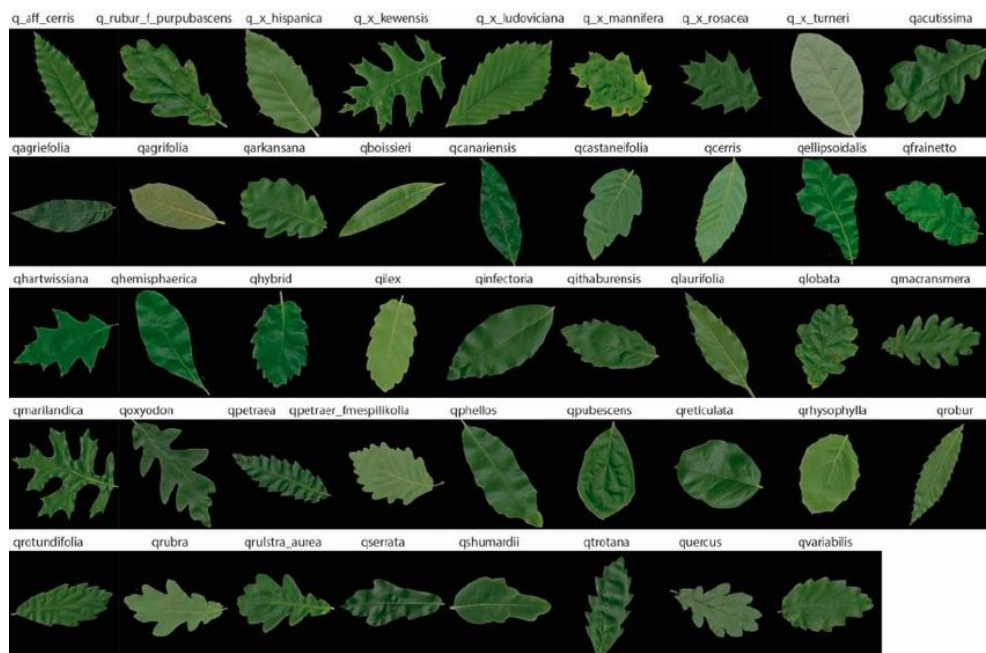 q_aff_cerris q_rubur_f_purpubascens q_x_hispanica q_x_kewensis q_x_ludoviciana q_x_mannifera q_x_rosacea q_x_turneri qacutissima
qagriefolia qagrifolia qarkansana qboissieri qcanariensis qcastaneifolia qcerris qellipsoidalis qfrainetto
qhartwissiana qhemisphaerica qhybrid qilex qinfectoria qithaburensis qlaurifolia qlobata qmacransmera
qmarilandica qoxyodon qpetraea qpetraer_fmespilikolia qphellos qpubescens qreticulata qrhysophylla qrobur
qrotundifolia qrubra qrulstra_aurea qserrata qshumardii qtrotana quercus qvariabilis